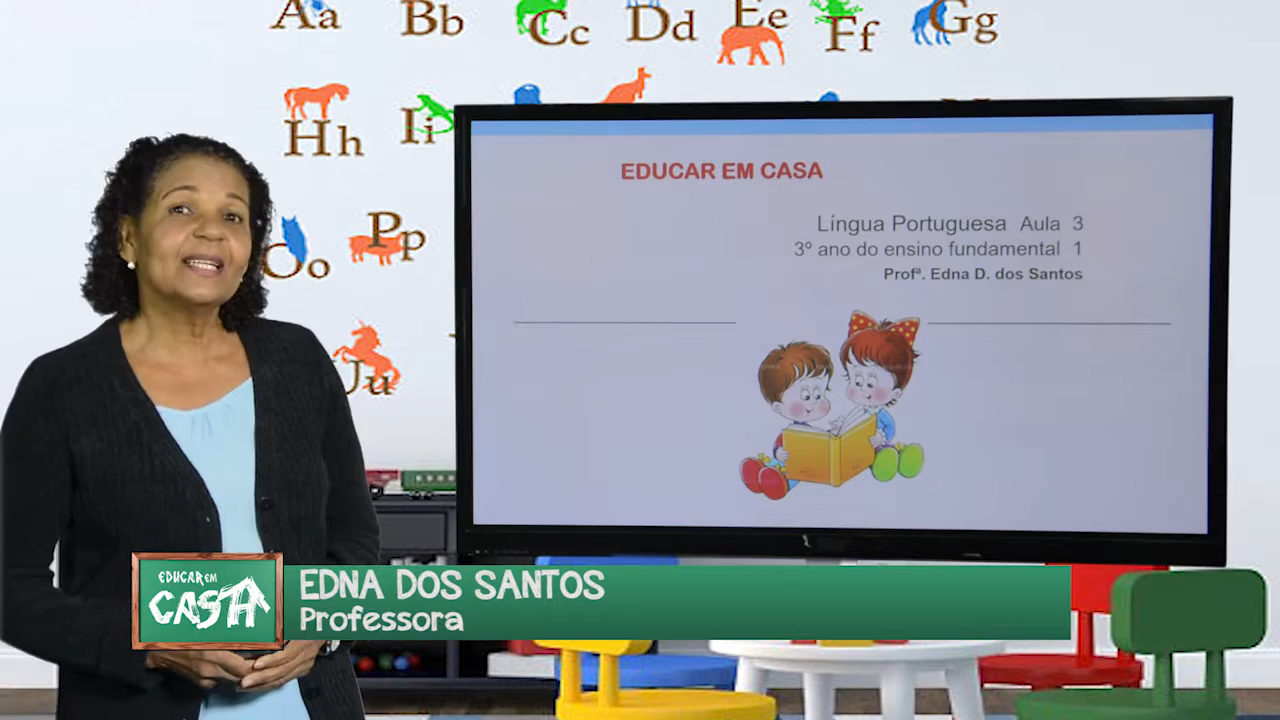 Aa Bb Cc Dd Ee Ff Gg
Hh Ii
EDUCAR EM CASA
Língua Portuguesa Aula 3
3º ano do ensino fundamental 1
Profª. Edna D. dos Santos
Oo Pp
Uu
EDUCAR EM
CASA
EDNA DOS SANTOS
Professora